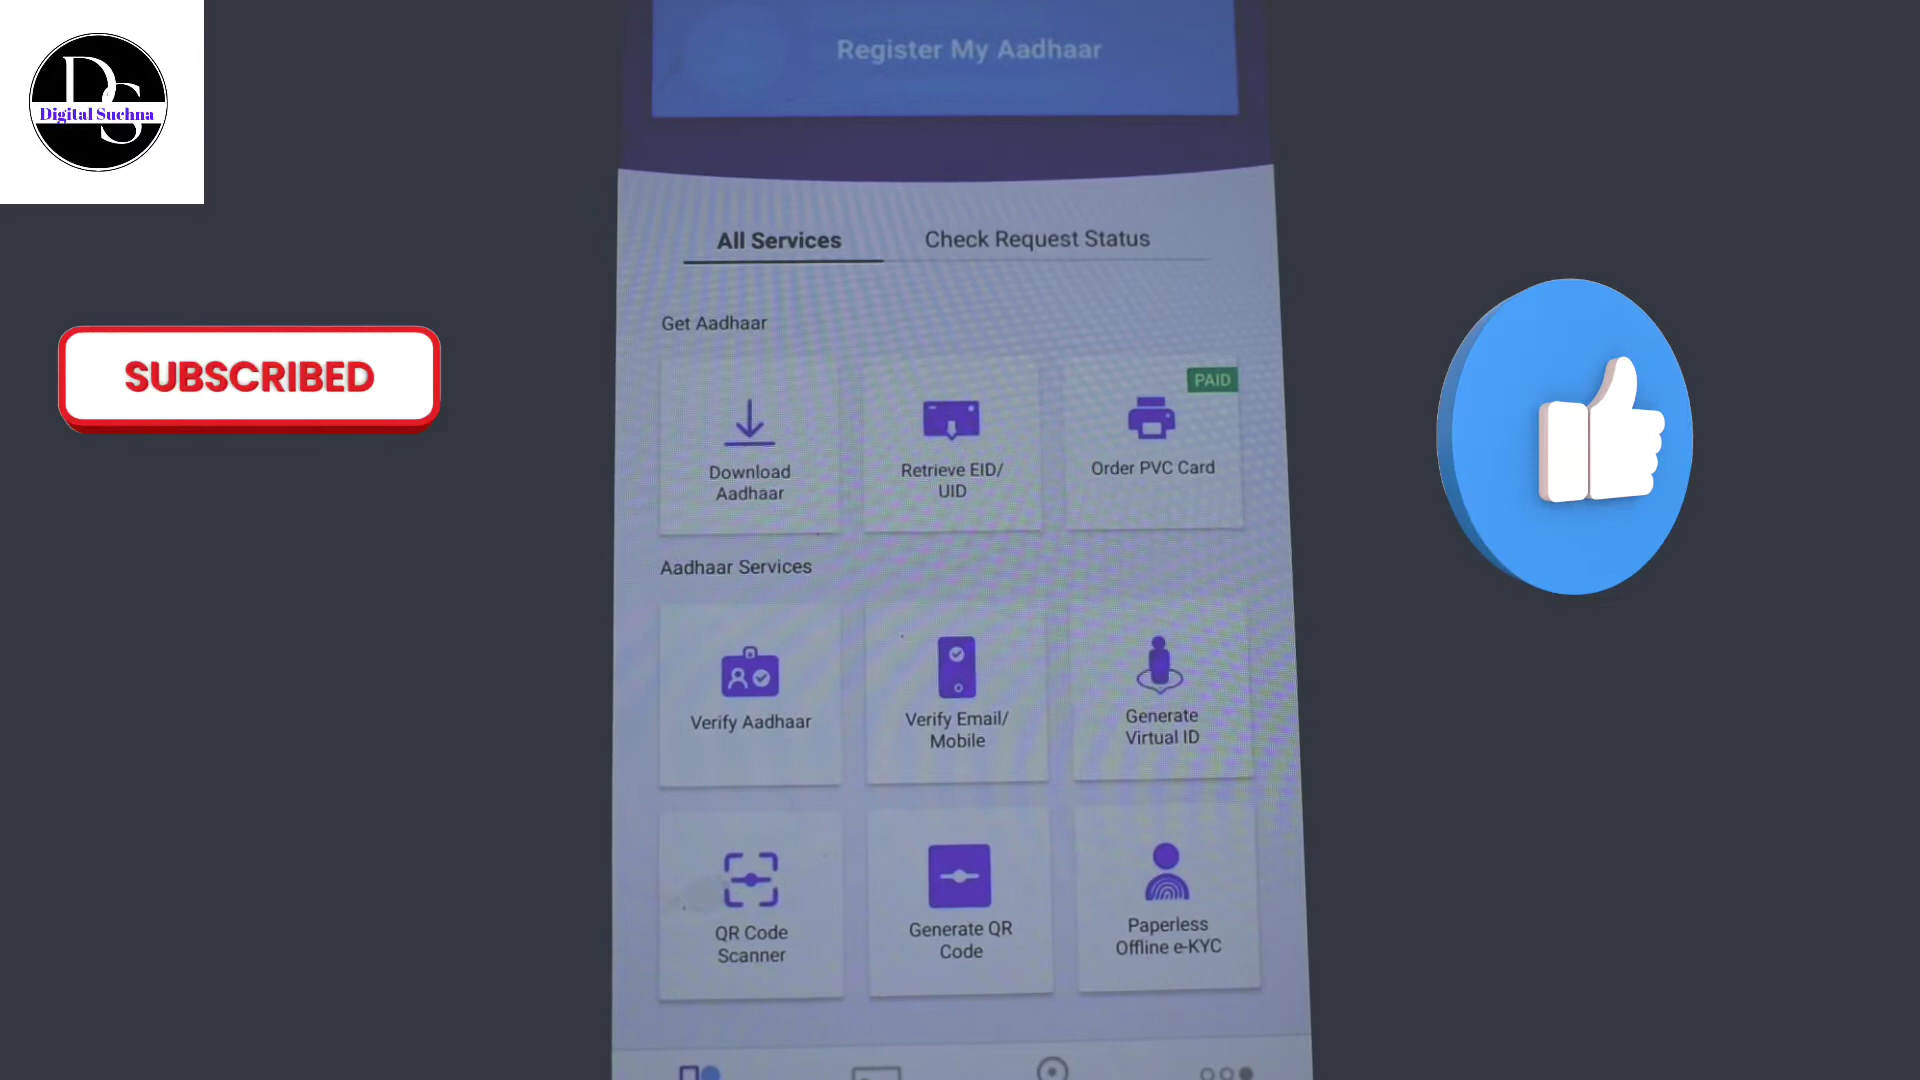 DS
Digital Suchna
Register My Aadhaar
All Services
Check Request Status
Get Aadhaar
SUBSCRIBED
PAID
Download
Aadhaar
Retrieve EID/
UID
Order PVC Card
Aadhaar Services
Verify Aadhaar
Verify Email/
Mobile
Generate
Virtual ID
QR Code
Scanner
Generate QR
Code
Paperless
Offline e-KYC